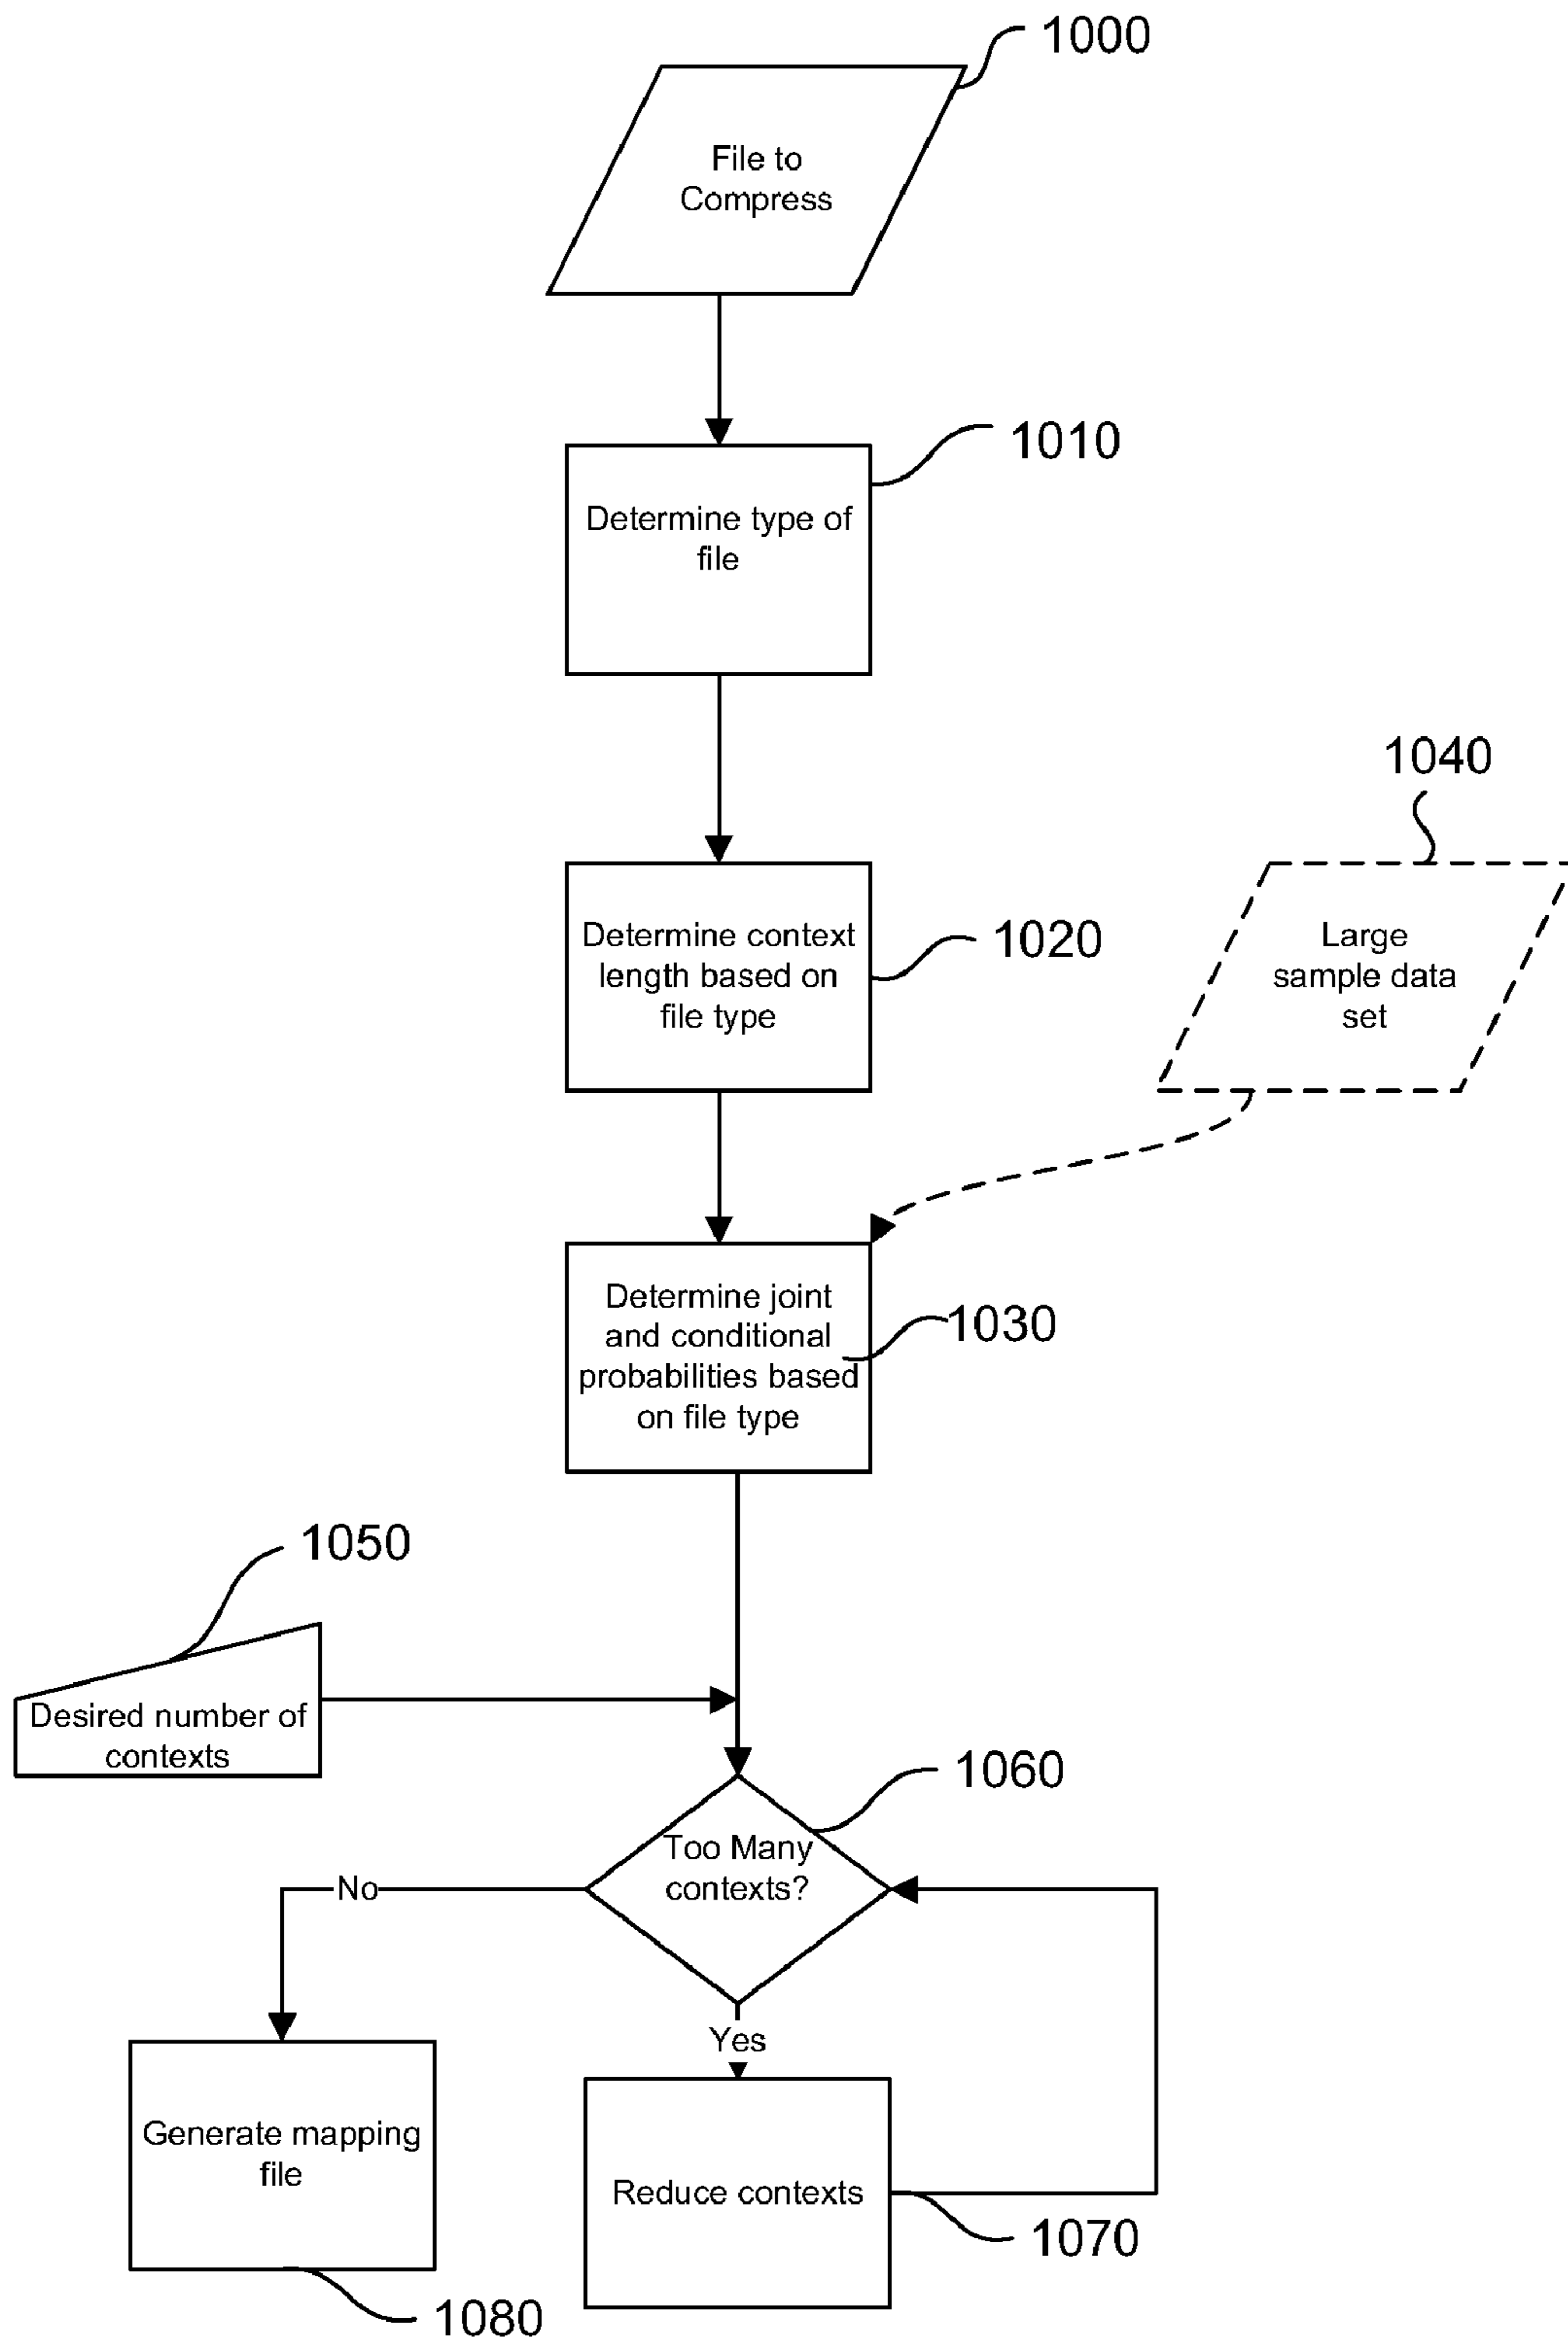 1000
File to
Compress
1010
Determine type of
file
1040
1020
Determine context
length based on
file type
Large
sample data
set
Determine joint
and conditional
probabilities based
on file type
1030
1050
Desired number of
contexts
1060
Too Many
contexts?
No
Yes
Generate mapping
file
Reduce contexts
1070
1080